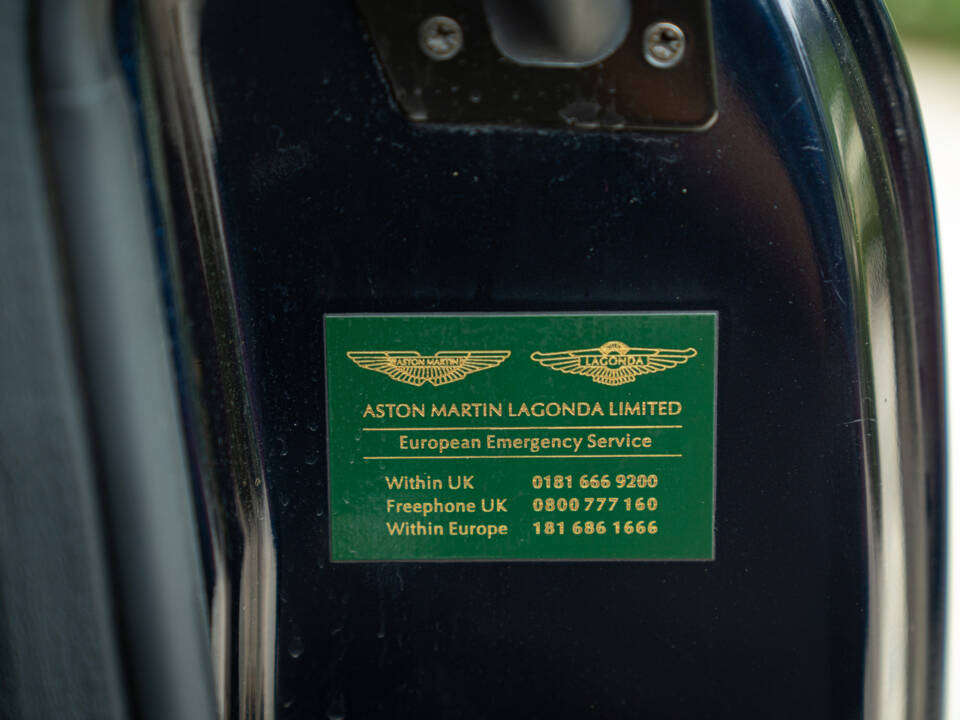 ASTON MARTIN LAGONDA
ASTON MARTIN LAGONDA LIMITED
European Emergency Service
Within UK 0181 666 9200
Freephone UK 0800 777 160
Within Europe 181 686 1666